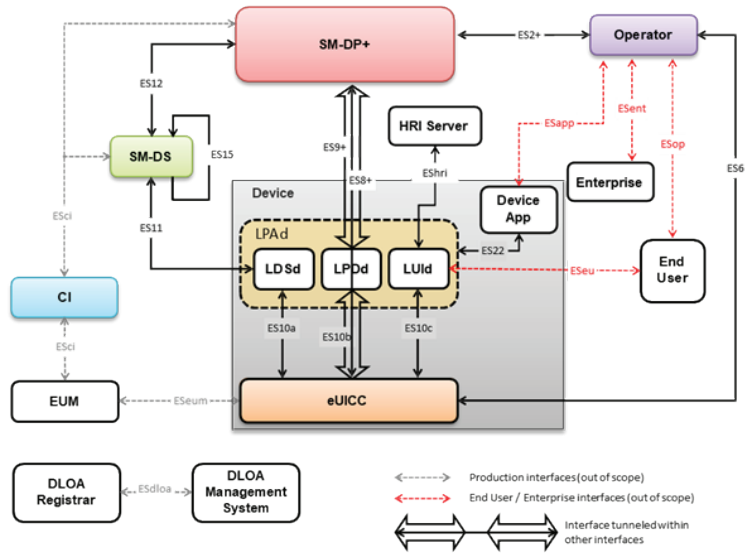 SM-DP+
ES2+
Operator
ES12
HRI Server
ESapp
ESent
ES9+
ES8+
ESop
SM-DS
ES15
EShri
ES6
Device
Enterprise
Device
App
ESci
ES11
LPAd
ES22
LDSd
LPDd
LUId
ESeu
End
User
CI
ES10a
ES10b
ES10c
ESci
EUM
ESeum
eUICC
DLOA
Registrar
ESdloa
DLOA
Management
System
Production interfaces (out of scope)
End User / Enterprise interfaces (out of scope)
Interface tunneled within
other interfaces